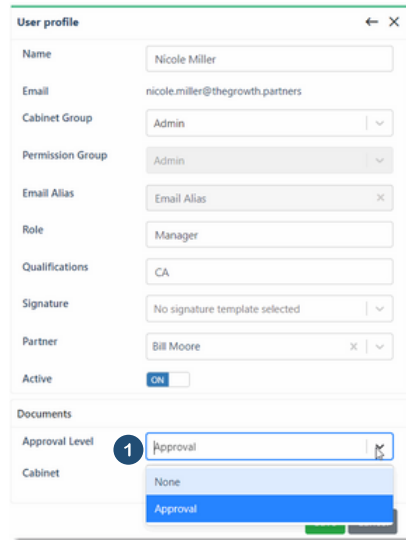 User profile
Name Nicole Miller
Email nicole.miller@thegrowth.partners
Cabinet Group Admin
Permission Group Admin
Email Alias Email Alias
Role Manager
Qualifications CA
Signature No signature template selected
Partner Bill Moore
Active ON
Documents
Approval Level 1 Approval
Cabinet
None
Approval